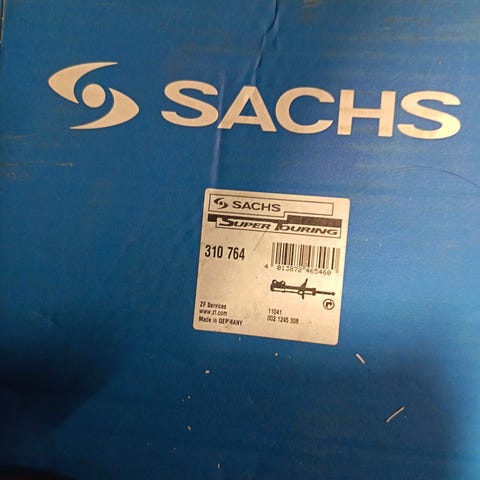 SACHS
SACHS
SUPER TOURING
310 764
4 013872 465460
ZF Services
www.zf.com
Made in GERMANY
11041
002 1245 308